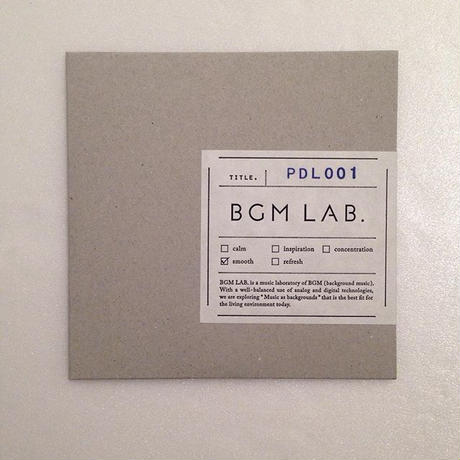 TITLE. PDL001
BGM LAB.
calm Inspiration concentration
smooth refresh
BGM LAB. is a music laboratory of BGM (background music).
With a well-balanced use of analog and digital technologies,
we are exploring "Music as backgrounds" that is the best fit for
the living environment today.